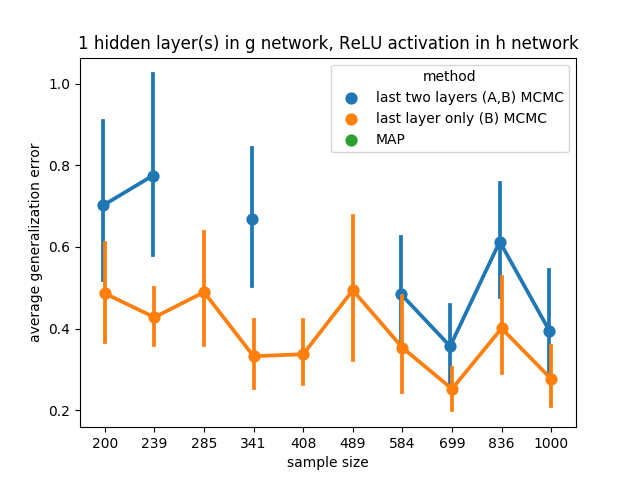 1 hidden layer(s) in g network, ReLU activation in h network
method
last two layers (A,B) MCMC
last layer only (B) MCMC
MAP
average generalization error
1.0
0.8
0.6
0.4
0.2
200 239 285 341 408 489 584 699 836 1000
sample size